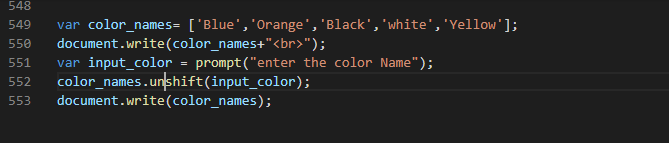 548
549 var color_names= ['Blue','Orange','Black','white','Yellow'];
550 document.write(color_names+"<br>");
551 var input_color = prompt("enter the color Name");
552 color_names.unshift(input_color);
553 document.write(color_names);